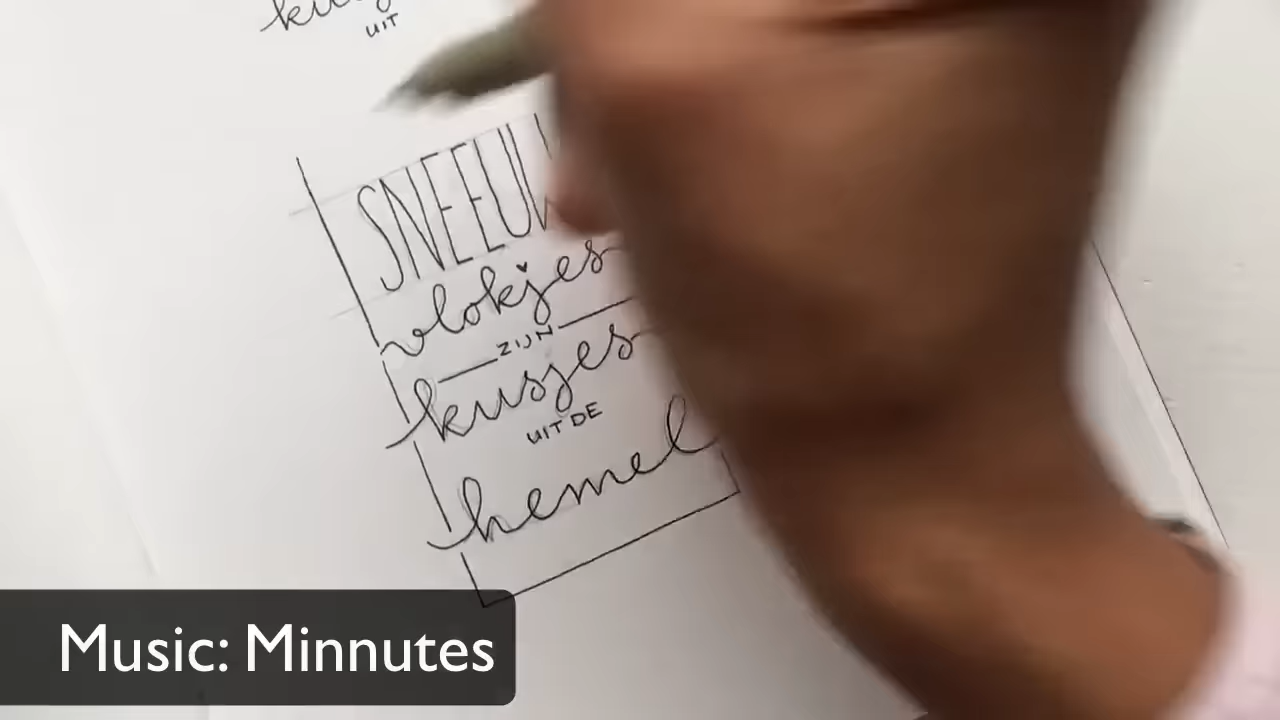 UIT
SNEEUW
vlokjes
ZIJN
kusjes
UIT DE
hemel
Music: Minnutes